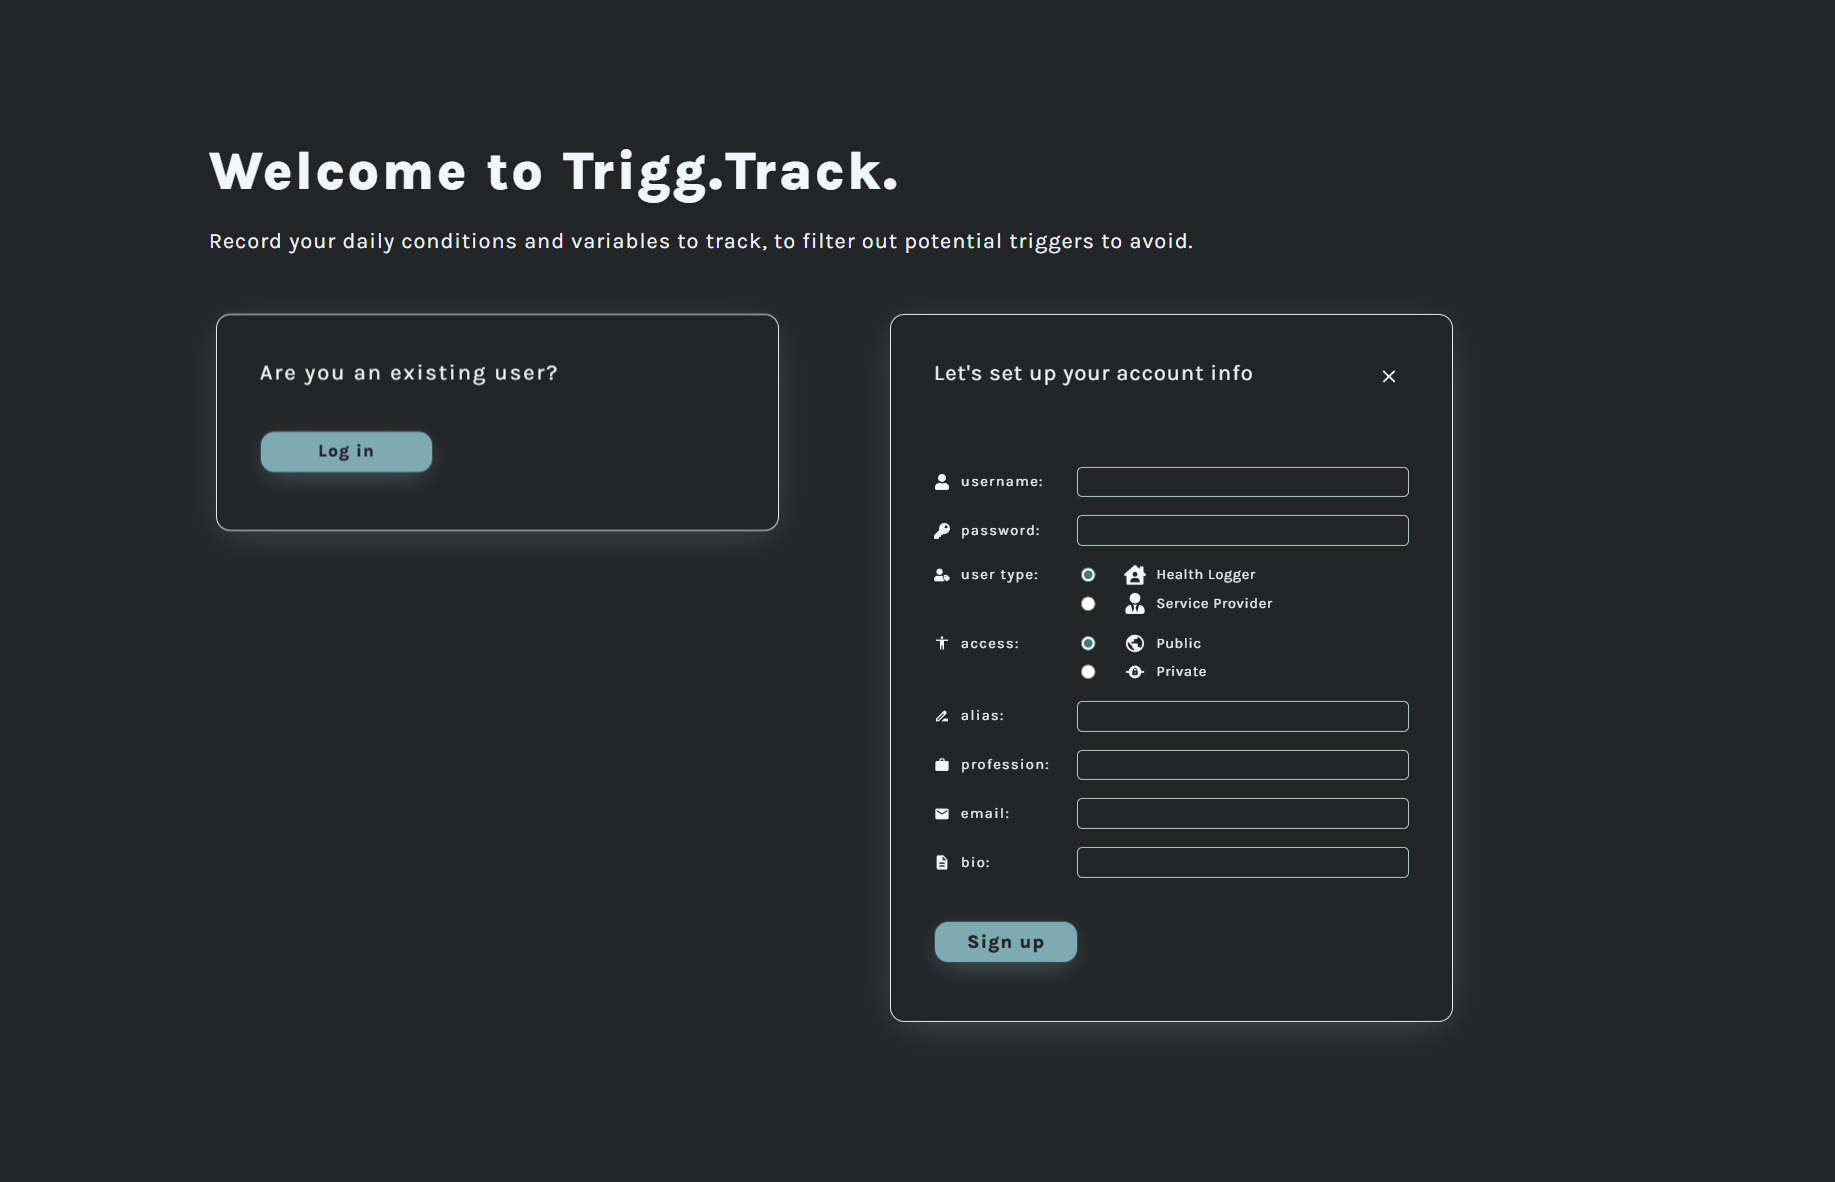 Welcome to Trigg.Track.
Record your daily conditions and variables to track, to filter out potential triggers to avoid.
Are you an existing user?
Log in
Let's set up your account info
username:
password:
user type:
Health Logger
Service Provider
access:
Public
Private
alias:
profession:
email:
bio:
Sign up